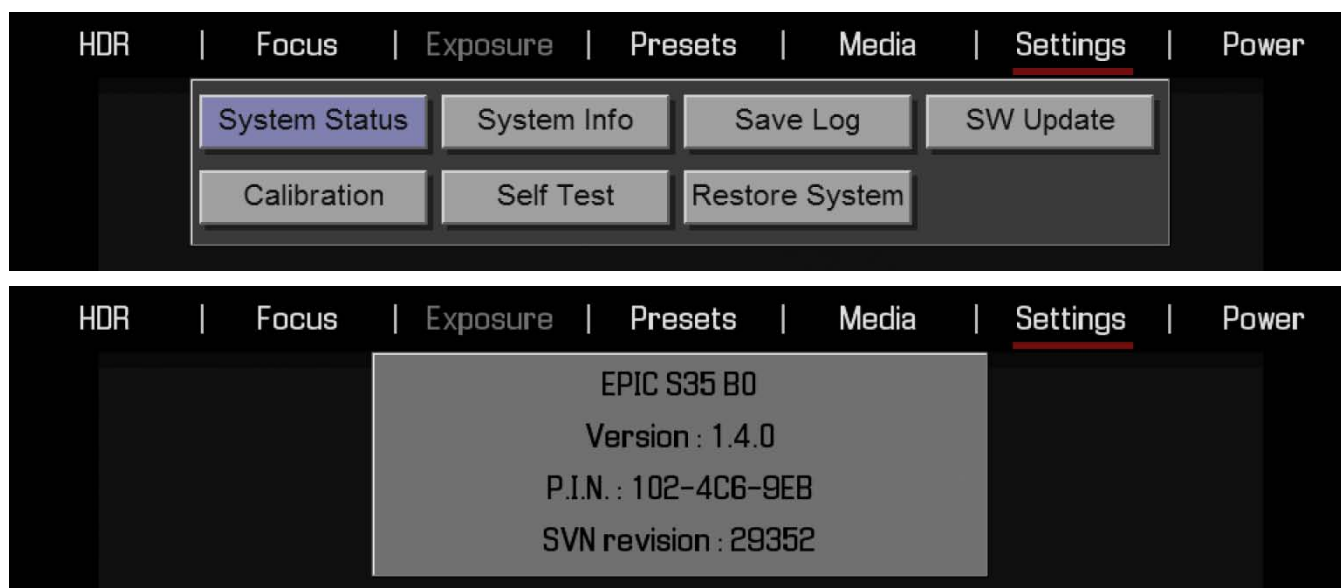 HDR | Focus | Exposure | Presets | Media | Settings | Power
System Status System Info Save Log SW Update
Calibration Self Test Restore System
HDR | Focus | Exposure | Presets | Media | Settings | Power
EPIC S35 B0
Version : 1.4.0
P.I.N. : 102-4C6-9EB
SVN revision : 29352